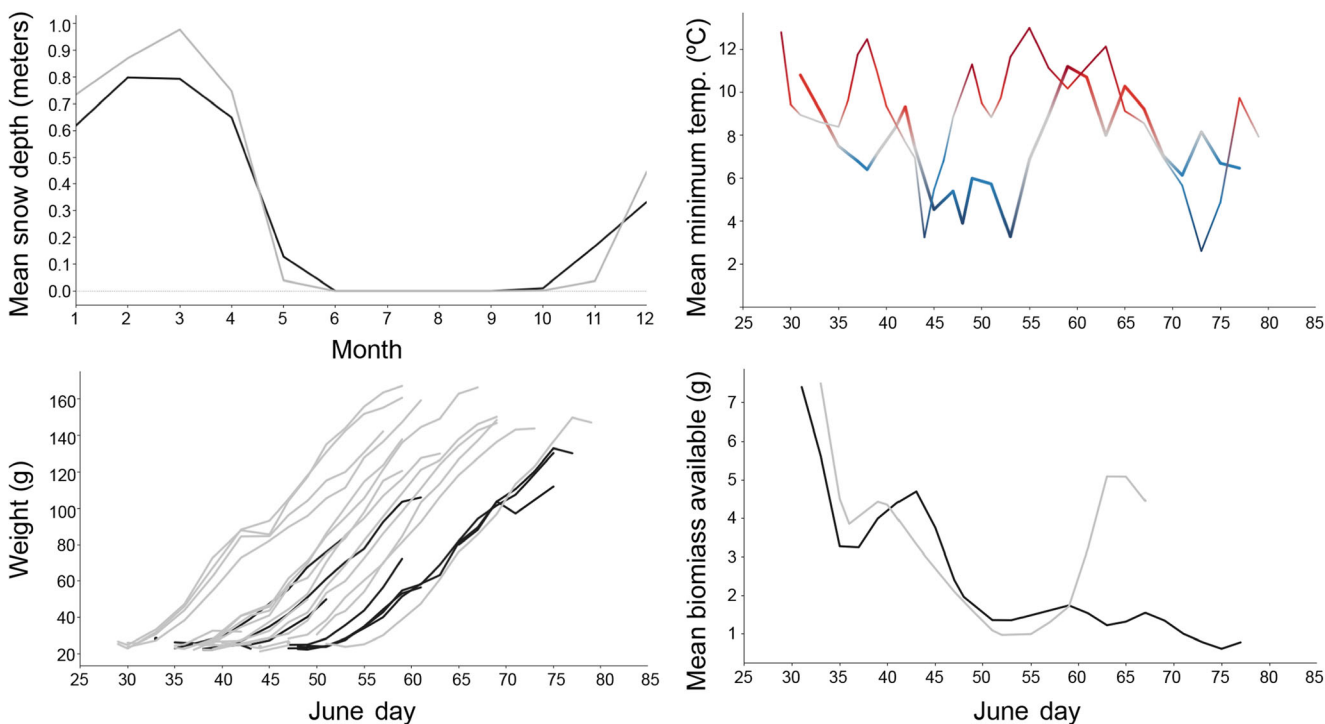 Mean snow depth (meters)
1.0
0.9
0.8
0.7
0.6
0.5
0.4
0.3
0.2
0.1
0.0
1 2 3 4 5 6 7 8 9 10 11 12
Month
Mean minimum temp. (ºC)
12
10
8
6
4
2
25 30 35 40 45 50 55 60 65 70 75 80 85
Weight (g)
160
140
120
100
80
60
40
20
25 30 35 40 45 50 55 60 65 70 75 80 85
June day
Mean biomiass available (g)
7
6
5
4
3
2
1
25 30 35 40 45 50 55 60 65 70 75 80 85
June day